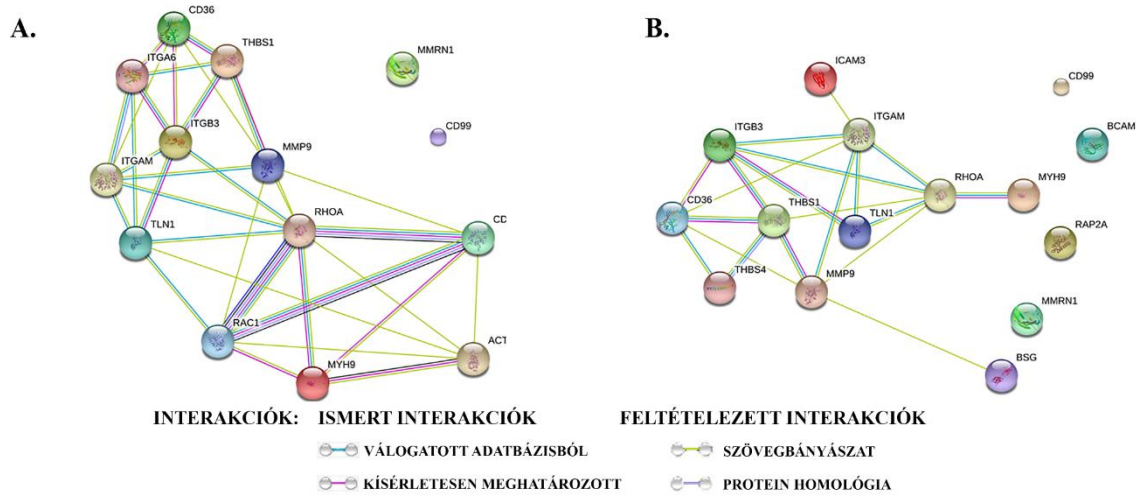 A.
CD36
THBS1
ITGA6
MMRN1
ITGB3
CD99
MMP9
ITGAM
RHOA
TLN1
CD
RAC1
ACT
MYH9
B.
ICAM3
CD99
ITGAM
ITGB3
BCAM
RHOA
MYH9
CD36
THBS1
TLN1
RAP2A
THBS4
MMP9
MMRN1
BSG
INTERAKCIÓK: ISMERT INTERAKCIÓK FELTÉTELEZETT INTERAKCIÓK
VÁLOGATOTT ADATBÁZISBÓL SZÖVEGBÁNYÁSZAT
KÍSÉRLETESEN MEGHATÁROZOTT PROTEIN HOMOLÓGIA